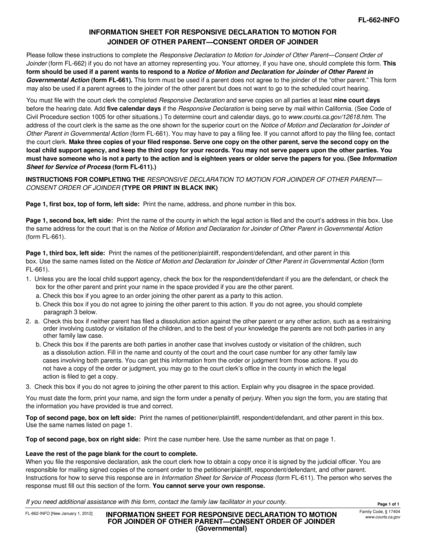 FL-662-INFO
INFORMATION SHEET FOR RESPONSIVE DECLARATION TO MOTION FOR
JOINDER OF OTHER PARENT—CONSENT ORDER OF JOINDER
Please follow these instructions to complete the Responsive Declaration to Motion for Joinder of Other Parent—Consent Order of
Joinder (form FL-662) if you do not have an attorney representing you. Your attorney, if you have one, should complete this form. This
form should be used if a parent wants to respond to a Notice of Motion and Declaration for Joinder of Other Parent in
Governmental Action (form FL-661). This form must be used if a parent does not agree to the joinder of the other “parent.” This form
may also be used if a parent agrees to the joinder of the other parent but does not want to go to the scheduled court hearing.
You must file with the court clerk the completed Responsive Declaration and serve copies on all parties at least nine court days
before the hearing date. Add five calendar days if the Responsive Declaration is being serve by mail within California. (See Code of
Civil Procedure section 1005 for other situations.) To determine court and calendar days, go to www.courts.ca.gov/12618.htm. The
address of the court clerk is the same as the one shown for the superior court on the Notice of Motion and Declaration for Joinder of
Other Parent in Governmental Action (form FL-661). You may have to pay a filing fee. If you cannot afford to pay the filing fee, contact
the court clerk. Make three copies of your filed response. Serve one copy on the other parent, serve the second copy on the
local child support agency, and keep the third copy for your records. You may not serve papers upon the other parties. You
must have someone who is not a party to the action and is eighteen years or older serve the papers for you. (See Information
Sheet for Service of Process (form FL-611).)
INSTRUCTIONS FOR COMPLETING THE RESPONSIVE DECLARATION TO MOTION FOR JOINDER OF OTHER PARENT—
CONSENT ORDER OF JOINDER (TYPE OR PRINT IN BLACK INK)
Page 1, first box, top of form, left side: Print the name, address, and phone number in this box.
Page 1, second box, left side: Print the name of the county in which the legal action is filed and the court's address in this box. Use
the same address for the court that is on the Notice of Motion and Declaration for Joinder of Other Parent in Governmental Action
(form FL-661).
Page 1, third box, left side: Print the names of the petitioner/plaintiff, respondent/defendant, and other parent in this
box. Use the same names listed on the Notice of Motion and Declaration for Joinder of Other Parent in Governmental Action (form
FL-661).
1. Unless you are the local child support agency, check the box for the respondent/defendant if you are the defendant, or check the
box for the other parent and print your name in the space provided if you are the other parent.
a. Check this box if you agree to an order joining the other parent as a party to this action.
b. Check this box if you do not agree to joining the other parent to this action. If you do not agree, you should complete
paragraph 3 below.
2. a. Check this box if neither parent has filed a dissolution action against the other parent or any other action, such as a restraining
order involving custody or visitation of the children, and to the best of your knowledge the parents are not both parties in any
other family law case.
b. Check this box if the parents are both parties in another case that involves custody or visitation of the children, such
as a dissolution action. Fill in the name and county of the court and the court case number for any other family law
cases involving both parents. You can get this information from the order or judgment from those actions. If you do
not have a copy of the order or judgment, you may go to the court clerk's office in the county in which the legal
action is filed to get a copy.
3. Check this box if you do not agree to joining the other parent to this action. Explain why you disagree in the space provided.
You must date the form, print your name, and sign the form under a penalty of perjury. When you sign the form, you are stating that
the information you have provided is true and correct.
Top of second page, box on left side: Print the names of petitioner/plaintiff, respondent/defendant, and other parent in this box.
Use the same names listed on page 1.
Top of second page, box on right side: Print the case number here. Use the same number as that on page 1.
Leave the rest of the page blank for the court to complete.
When you file the responsive declaration, ask the court clerk how to obtain a copy once it is signed by the judicial officer. You are
responsible for mailing signed copies of the consent order to the petitioner/plaintiff, respondent/defendant, and other parent.
Instructions for how to serve this response are in Information Sheet for Service of Process (form FL-611). The person who serves the
response must fill out this section of the form. You cannot serve your own response.
If you need additional assistance with this form, contact the family law facilitator in your county.
Page 1 of 1
FL-662-INFO [New January 1, 2012]
INFORMATION SHEET FOR RESPONSIVE DECLARATION TO MOTION
FOR JOINDER OF OTHER PARENT—CONSENT ORDER OF JOINDER
(Governmental)
Family Code, § 17404
www.courts.ca.gov